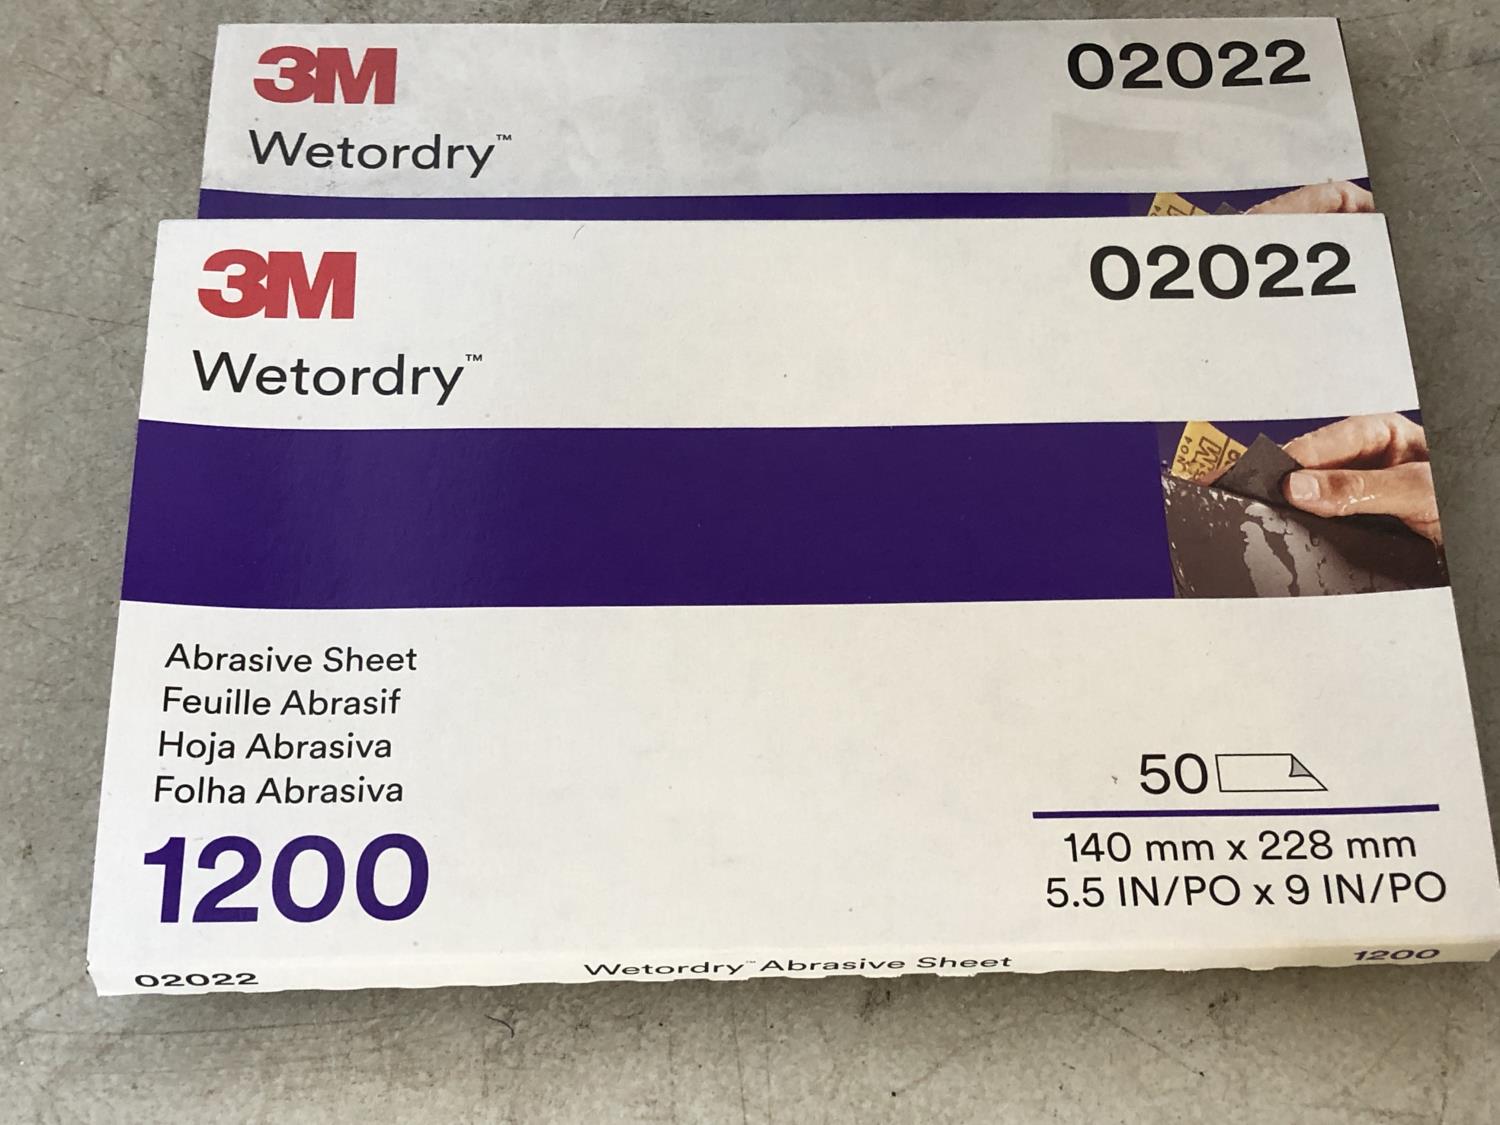 3M
02022
Wetordry™
3M
02022
Wetordry™
Abrasive Sheet
Feuille Abrasif
Hoja Abrasiva
Folha Abrasiva
1200
50
140 mm x 228 mm
5.5 IN/PO x 9 IN/PO
02022
Wetordry™ Abrasive Sheet
1200